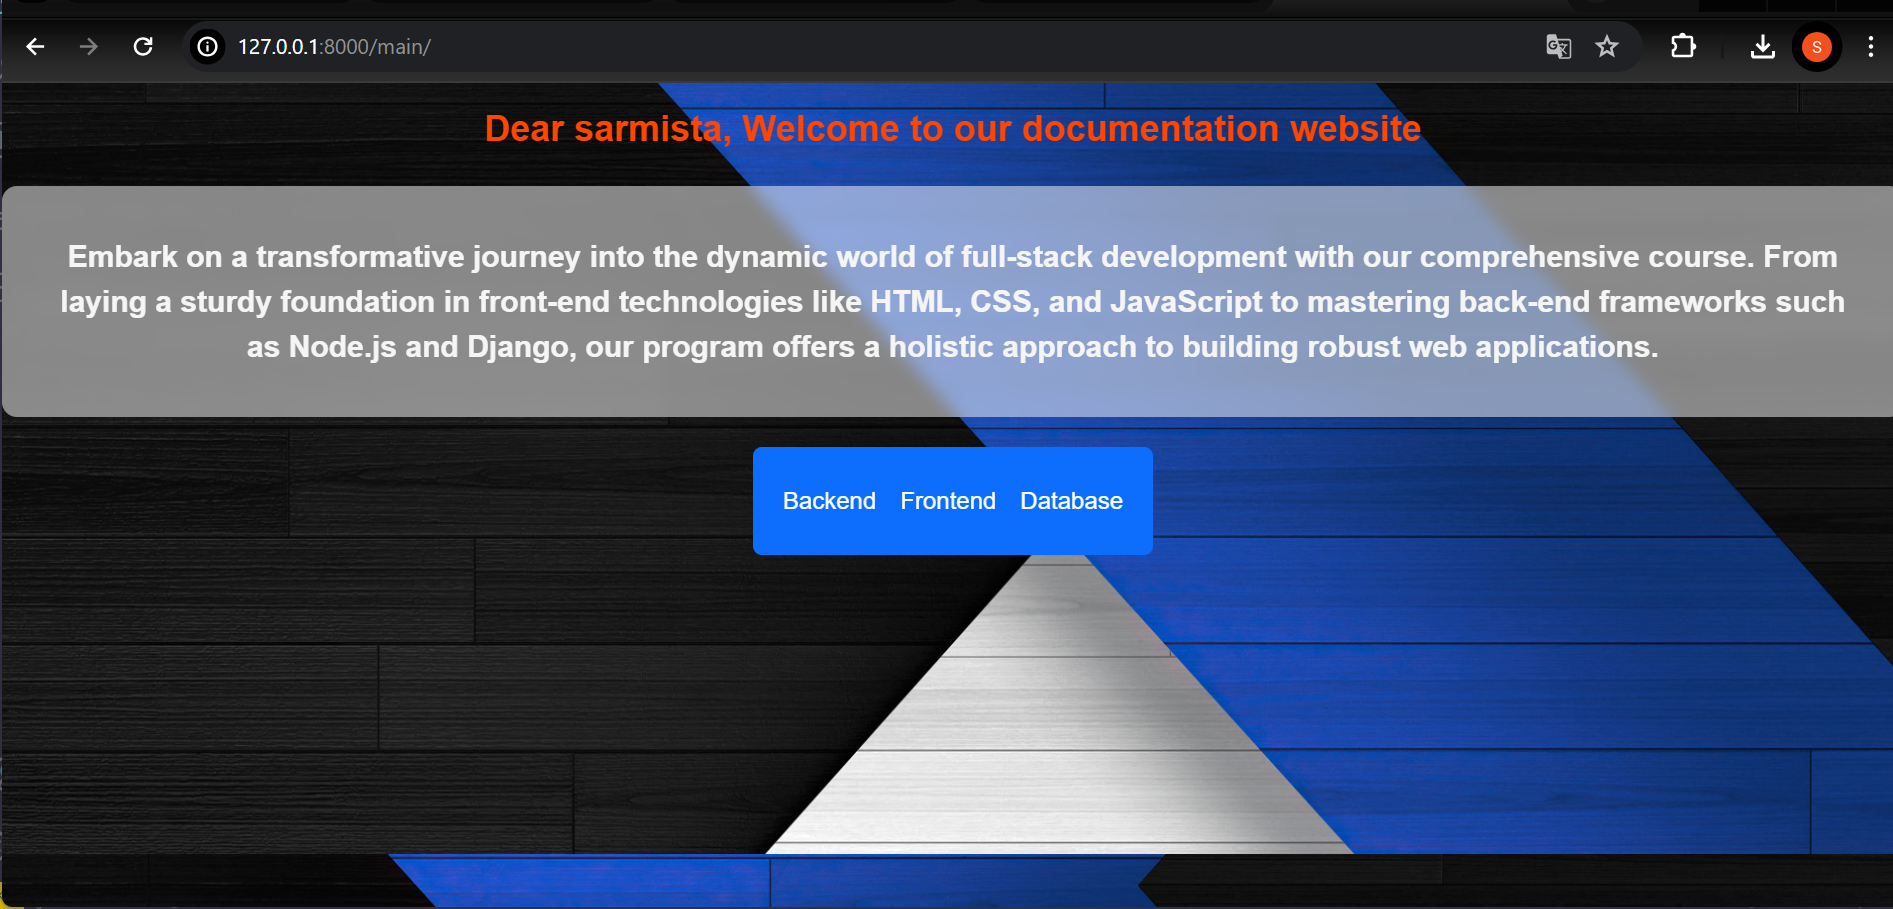 127.0.0.1:8000/main/
S
Dear sarmista, Welcome to our documentation website
Embark on a transformative journey into the dynamic world of full-stack development with our comprehensive course. From
laying a sturdy foundation in front-end technologies like HTML, CSS, and JavaScript to mastering back-end frameworks such
as Node.js and Django, our program offers a holistic approach to building robust web applications.
Backend Frontend Database